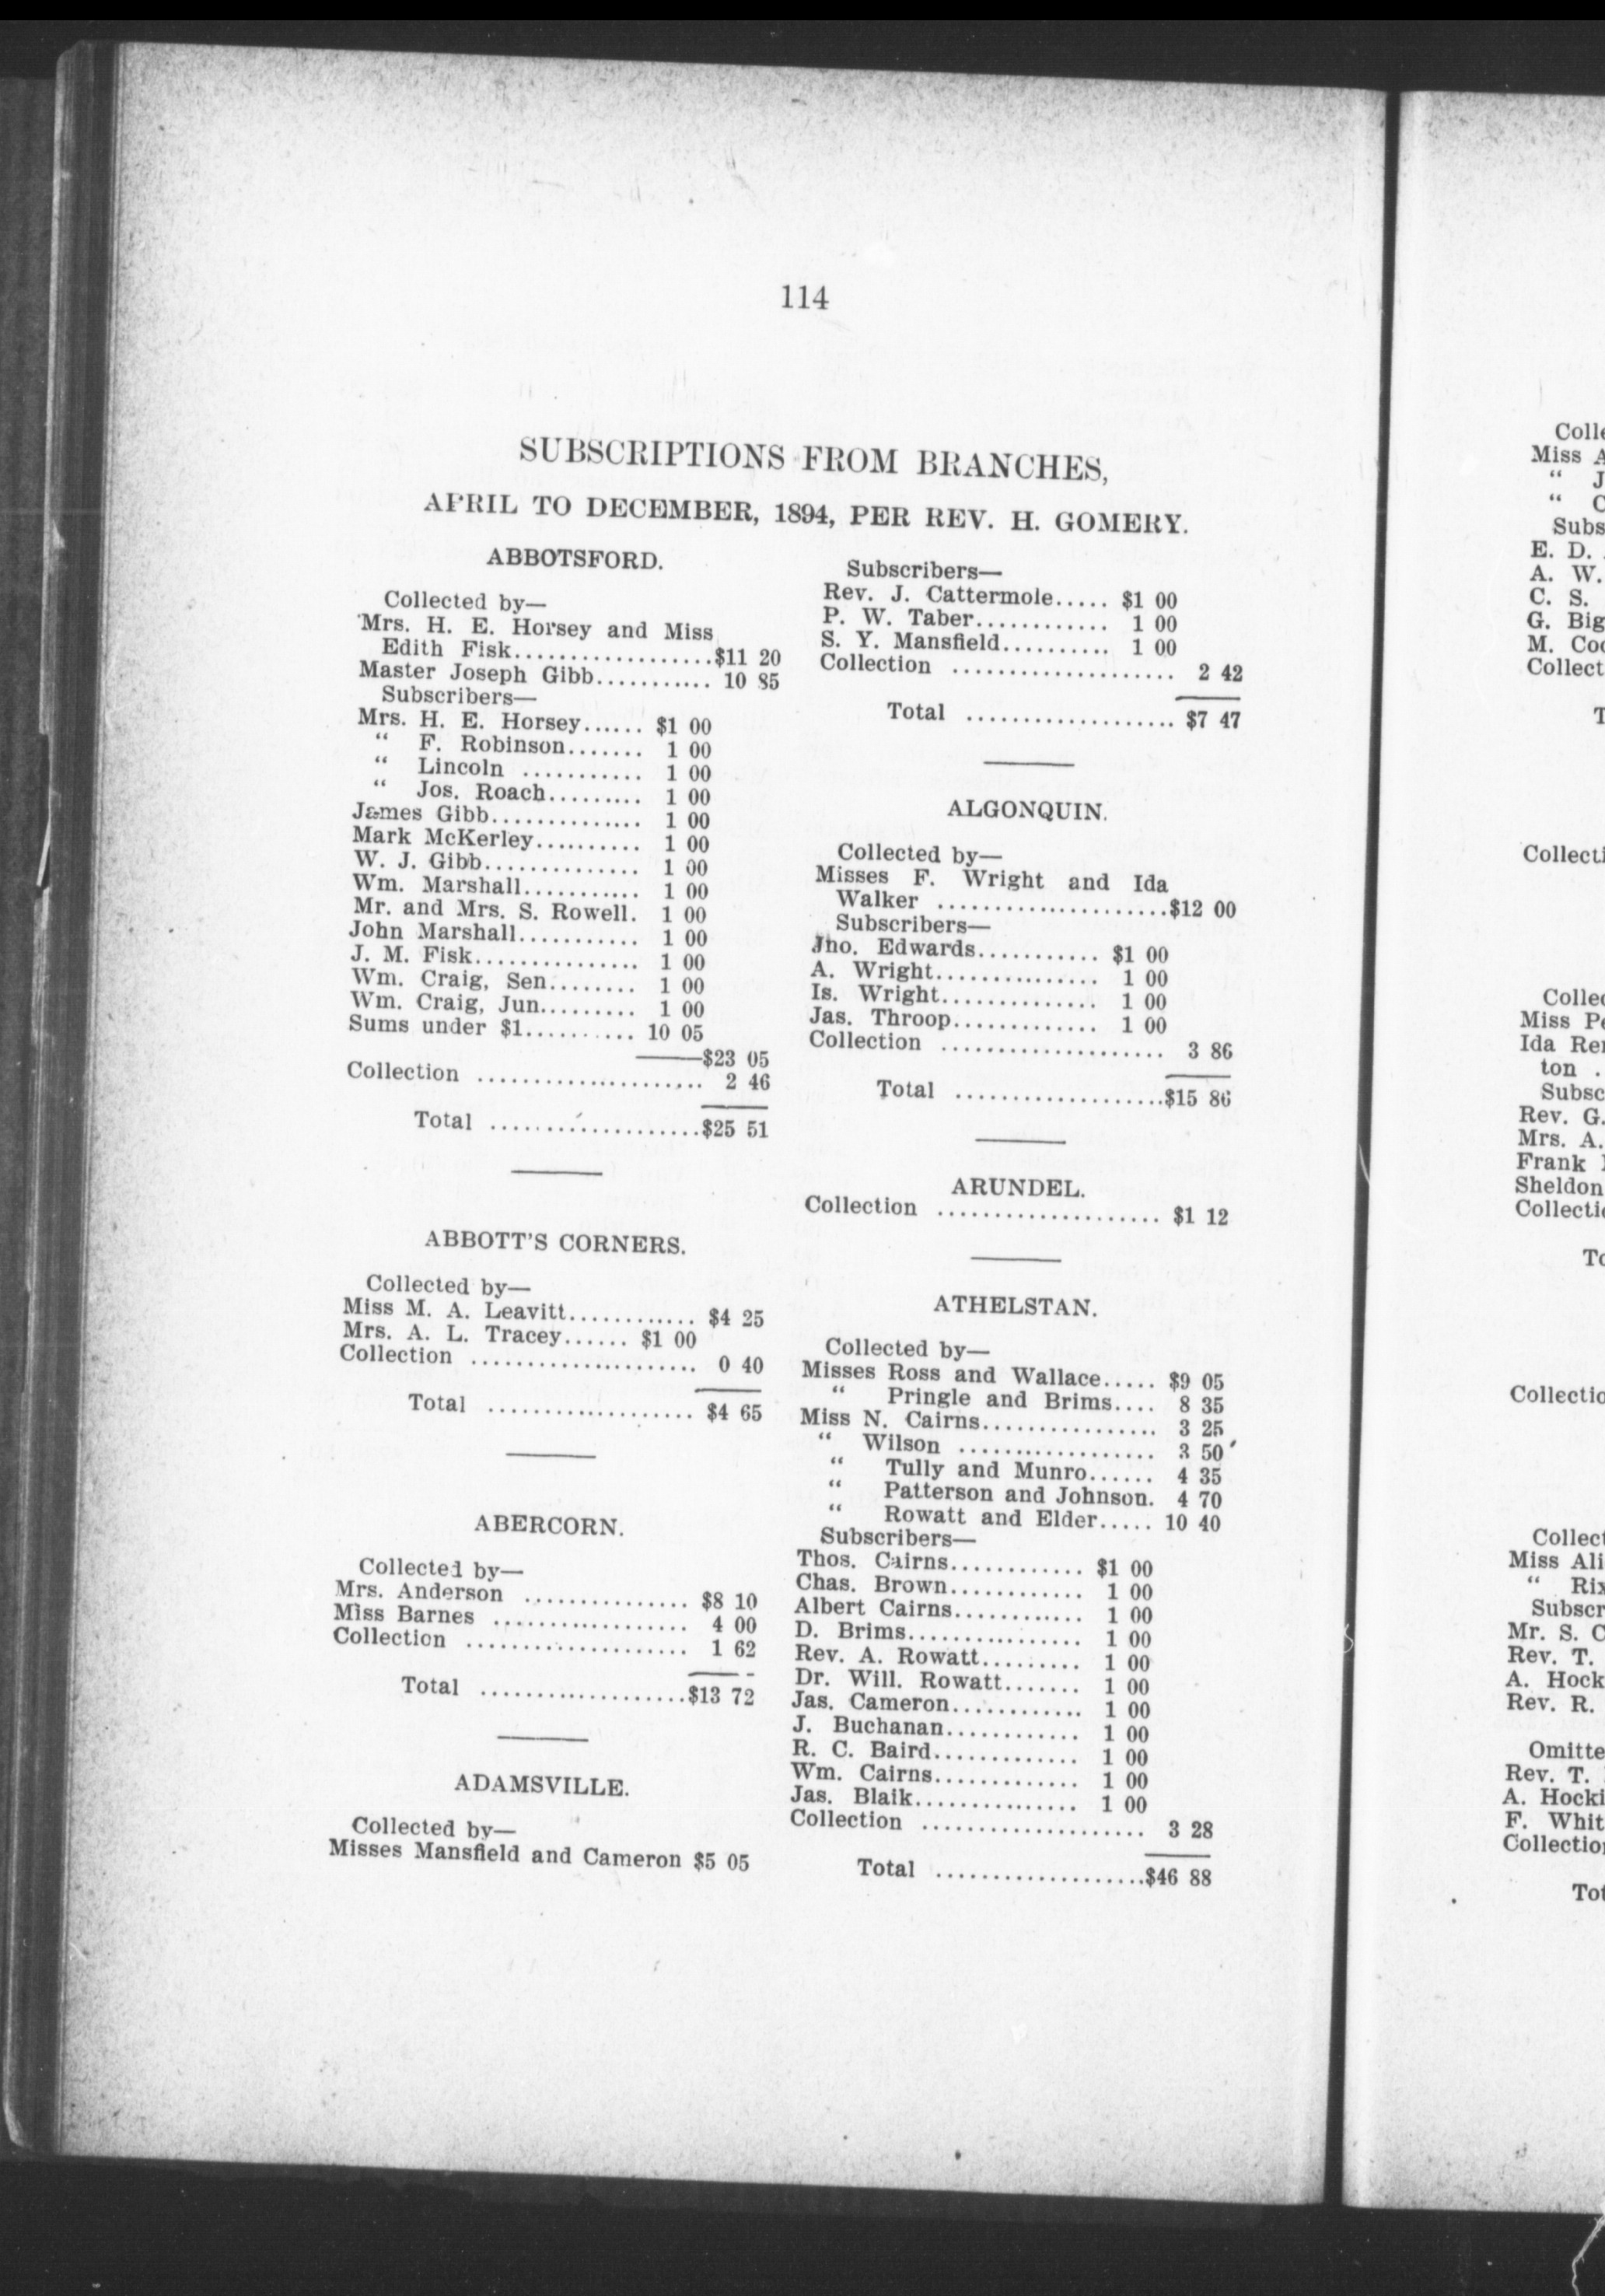 114
SUBSCRIPTIONS FROM BRANCHES,
APRIL TO DECEMBER, 1894, PER REV. H. GOMERY.
ABBOTSFORD.
Collected by—
Mrs. H. E. Horsey and Miss
Edith Fisk..................$11 20
Master Joseph Gibb........... 10 85
Subscribers—
Mrs. H. E. Horsey...... $1 00
“ F. Robinson....... 1 00
“ Lincoln ........... 1 00
“ Jos. Roach......... 1 00
James Gibb.............. 1 00
Mark McKerley.......... 1 00
W. J. Gibb.............. 1 00
Wm. Marshall........... 1 00
Mr. and Mrs. S. Rowell. 1 00
John Marshall........... 1 00
J. M. Fisk............... 1 00
Wm. Craig, Sen........ 1 00
Wm. Craig, Jun......... 1 00
Sums under $1.......... 10 05
———$23 05
Collection ..................... 2 46
Total ...................$25 51
ABBOTT'S CORNERS.
Collected by—
Miss M. A. Leavitt............ $4 25
Mrs. A. L. Tracey...... $1 00
Collection .................... 0 40
Total ................... $4 65
ABERCORN.
Collected by—
Mrs. Anderson ............... $8 10
Miss Barnes .................. 4 00
Collection .................... 1 62
Total ...................$13 72
ADAMSVILLE.
Collected by—
Misses Mansfield and Cameron $5 05
Subscribers—
Rev. J. Cattermole..... $1 00
P. W. Taber............ 1 00
S. Y. Mansfield.......... 1 00
Collection .................... 2 42
Total ................... $7 47
ALGONQUIN.
Collected by—
Misses F. Wright and Ida
Walker .....................$12 00
Subscribers—
Jno. Edwards........... $1 00
A. Wright............... 1 00
Is. Wright.............. 1 00
Jas. Throop............. 1 00
Collection .................... 3 86
Total ...................$15 86
ARUNDEL.
Collection .................... $1 12
ATHELSTAN.
Collected by—
Misses Ross and Wallace..... $9 05
“ Pringle and Brims.... 8 35
Miss N. Cairns................ 3 25
“ Wilson .................. 3 50
“ Tully and Munro...... 4 35
“ Patterson and Johnson. 4 70
“ Rowatt and Elder..... 10 40
Subscribers—
Thos. Cairns............ $1 00
Chas. Brown............ 1 00
Albert Cairns............ 1 00
D. Brims................ 1 00
Rev. A. Rowatt......... 1 00
Dr. Will. Rowatt....... 1 00
Jas. Cameron............ 1 00
J. Buchanan............ 1 00
R. C. Baird............. 1 00
Wm. Cairns............. 1 00
Jas. Blaik............... 1 00
Collection .................... 3 28
Total ...................$46 88
Miss
“ J
“ C
E. D.
A. W.
C. S.
Miss
Ida
ton
Rev. G.
Mrs. A.
Frank
Sheldon
Miss
“
Mr. S. C
Rev. T.
A.
Rev. R.
Rev. T.
A.
F.